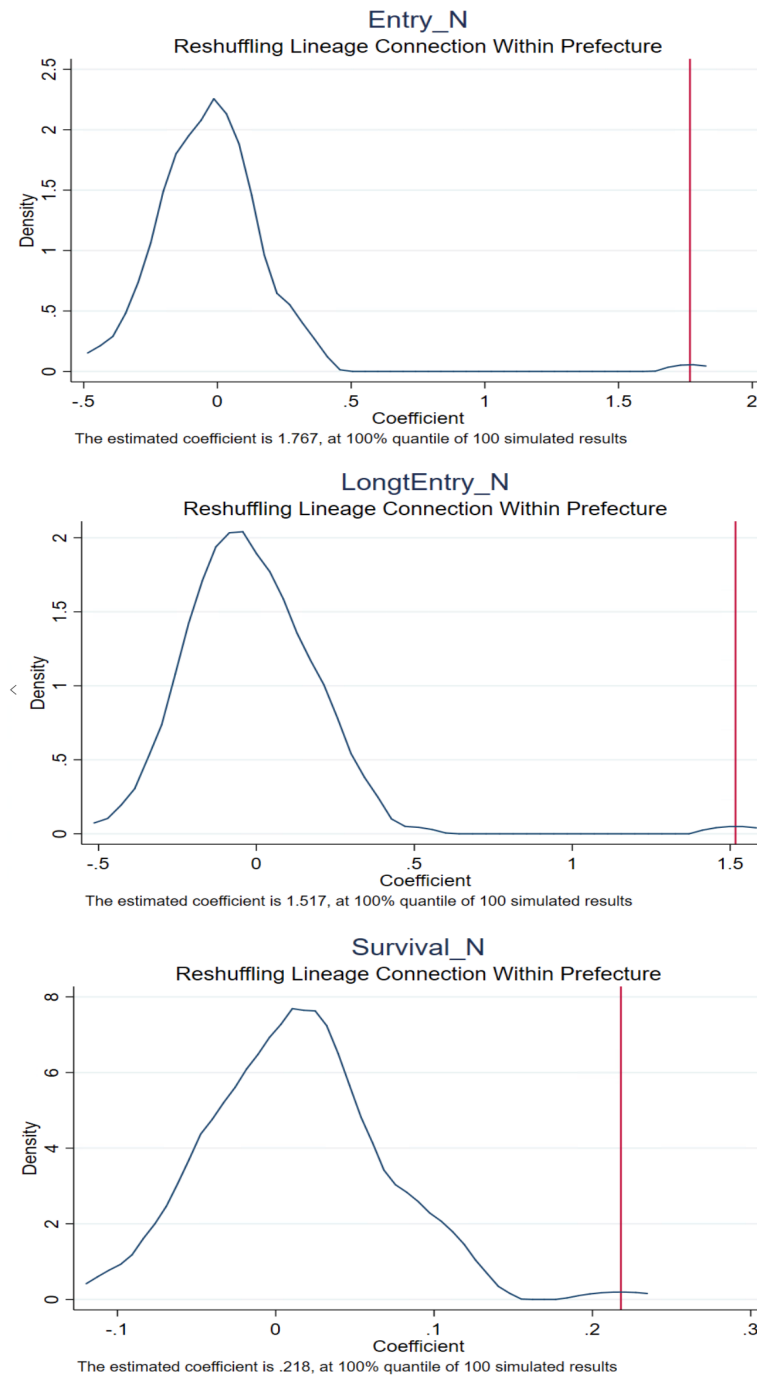 Entry_N
Reshuffling Lineage Connection Within Prefecture
2.5
2
1.5
1
.5
0
Density
-.5 0 .5 1 1.5 2
Coefficient
The estimated coefficient is 1.767, at 100% quantile of 100 simulated results
LongtEntry_N
Reshuffling Lineage Connection Within Prefecture
2
1.5
1
.5
0
Density
<
-.5 0 .5 1 1.5
Coefficient
The estimated coefficient is 1.517, at 100% quantile of 100 simulated results
Survival_N
Reshuffling Lineage Connection Within Prefecture
8
6
4
2
0
Density
-.1 0 .1 .2 .3
Coefficient
The estimated coefficient is .218, at 100% quantile of 100 simulated results